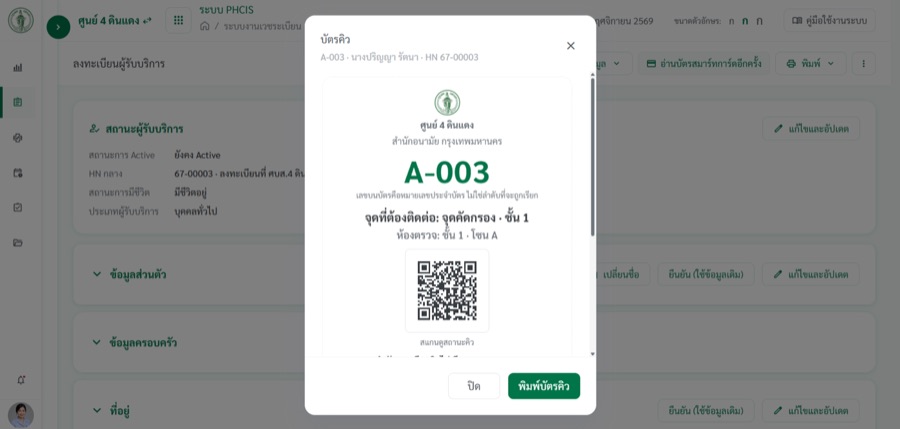 ศูนย์ 4 ดินแดง
ระบบ PHCIS
ระบบงานเวชระเบียน
พฤศจิกายน 2569
ขนาดตัวอักษร: ก ก ก
คู่มือใช้งานระบบ
ลงทะเบียนผู้รับบริการ
อ่านบัตรสมาร์ทการ์ดอีกครั้ง
พิมพ์
สถานะผู้รับบริการ
แก้ไขและอัปเดต
สถานะการ Active ยังคง Active
HN กลาง 67-00003 · ลงทะเบียนที่ ศบส.4
สถานะการมีชีวิต มีชีวิตอยู่
ประเภทผู้รับบริการ บุคคลทั่วไป
ข้อมูลส่วนตัว
เปลี่ยนชื่อ
ยืนยัน (ใช้ข้อมูลเดิม)
แก้ไขและอัปเดต
ข้อมูลครอบครัว
ที่อยู่
ยืนยัน (ใช้ข้อมูลเดิม)
แก้ไขและอัปเดต
บัตรคิว
A-003 · นางปริญญา รัตนา · HN 67-00003
ศูนย์ 4 ดินแดง
สำนักอนามัย กรุงเทพมหานคร
A-003
เลขบนบัตรคือหมายเลขประจำบัตร ไม่ใช่ลำดับที่จะถูกเรียก
จุดที่ต้องติดต่อ: จุดคัดกรอง · ชั้น 1
ห้องตรวจ: ชั้น 1 · โซน A
สแกนดูสถานะคิว
ปิด
พิมพ์บัตรคิว